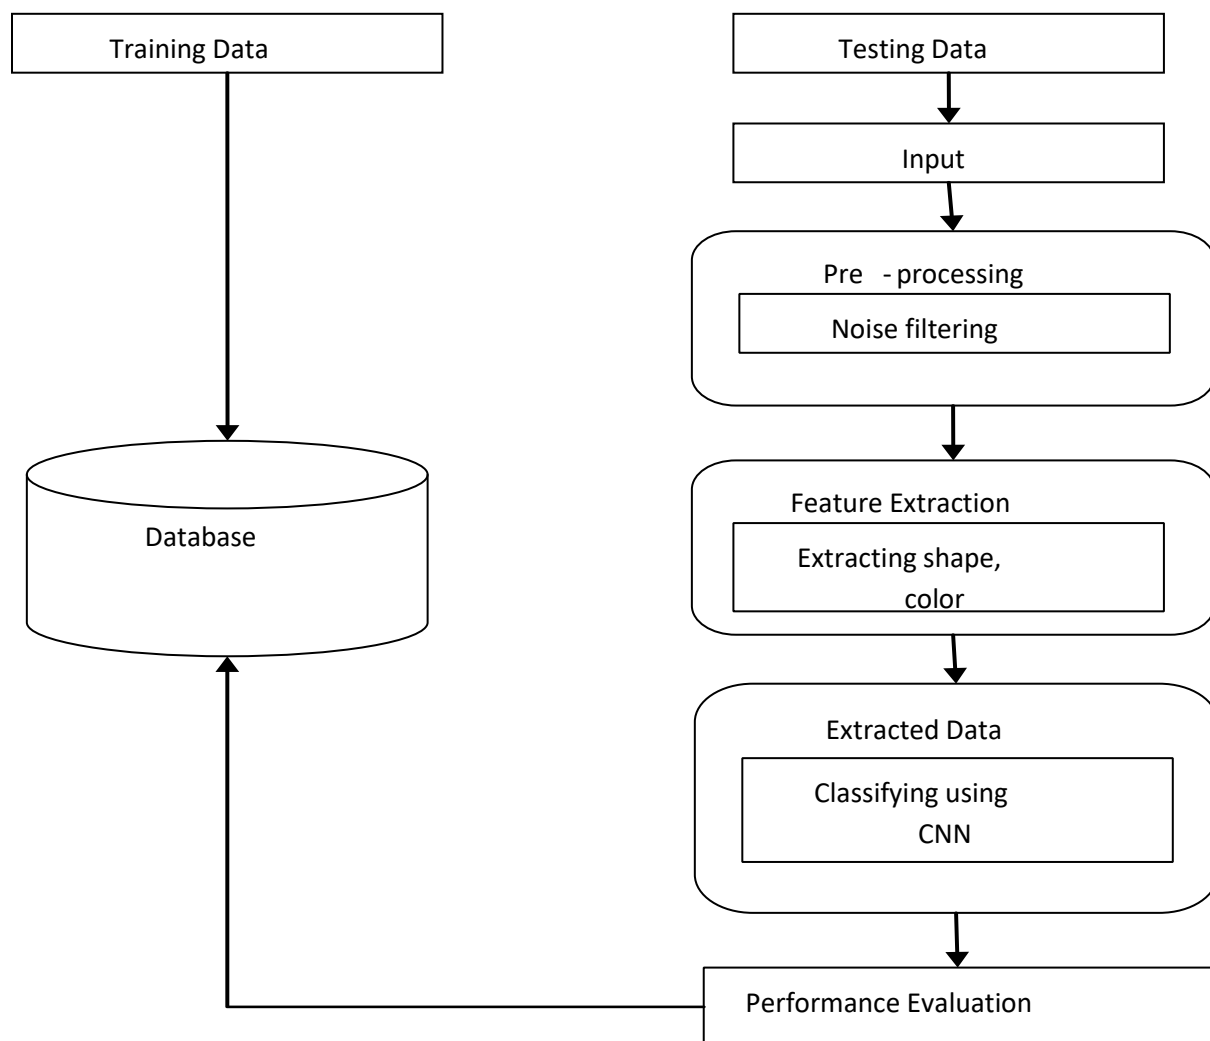 Training Data
Testing Data
Input
Pre - processing
Noise filtering
Database
Feature Extraction
Extracting shape,
color
Extracted Data
Classifying using
CNN
Performance Evaluation